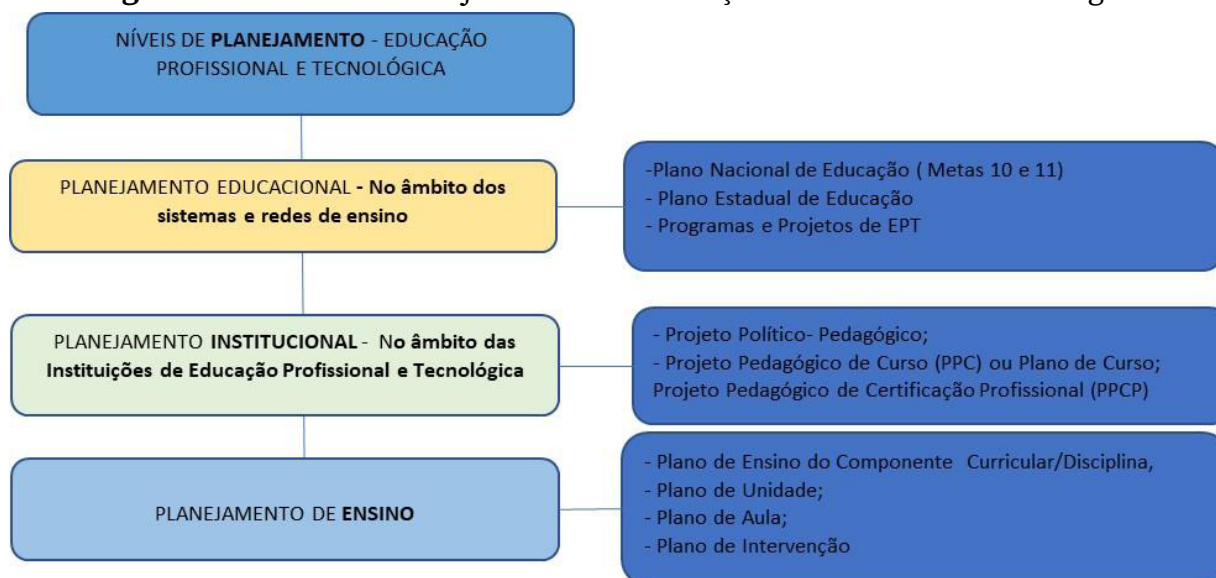 NÍVEIS DE PLANEJAMENTO - EDUCAÇÃO
PROFISSIONAL E TECNOLÓGICA
PLANEJAMENTO EDUCACIONAL - No âmbito dos
sistemas e redes de ensino
-Plano Nacional de Educação ( Metas 10 e 11)
- Plano Estadual de Educação
- Programas e Projetos de EPT
PLANEJAMENTO INSTITUCIONAL - No âmbito das
Instituições de Educação Profissional e Tecnológica
- Projeto Político- Pedagógico;
- Projeto Pedagógico de Curso (PPC) ou Plano de Curso;
Projeto Pedagógico de Certificação Profissional (PPCP)
PLANEJAMENTO DE ENSINO
- Plano de Ensino do Componente Curricular/Disciplina,
- Plano de Unidade;
- Plano de Aula;
- Plano de Intervenção